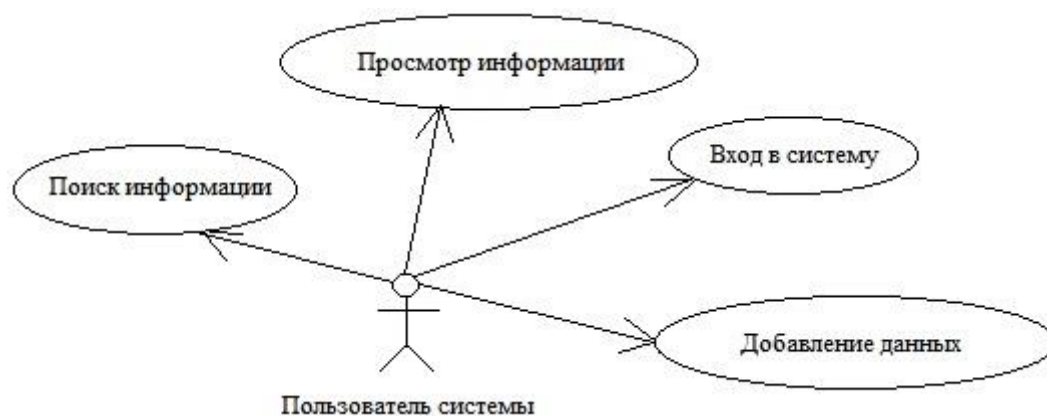 Просмотр информации
Вход в систему
Поиск информации
Добавление данных
Пользователь системы